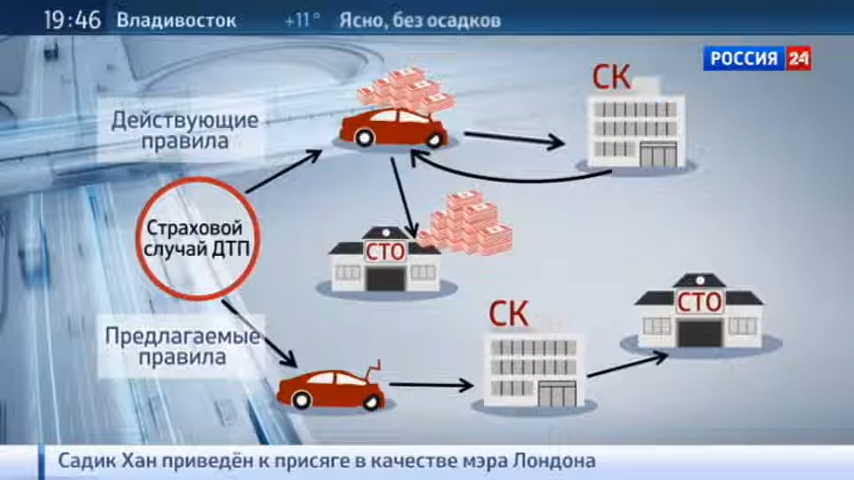 19:46 Владивосток +11° Ясно, без осадков
РОССИЯ 24
СК
Действующие
правила
Страховой
случай ДТП
СТО
СК
СТО
Предлагаемые
правила
Садик Хан приведён к присяге в качестве мэра Лондона